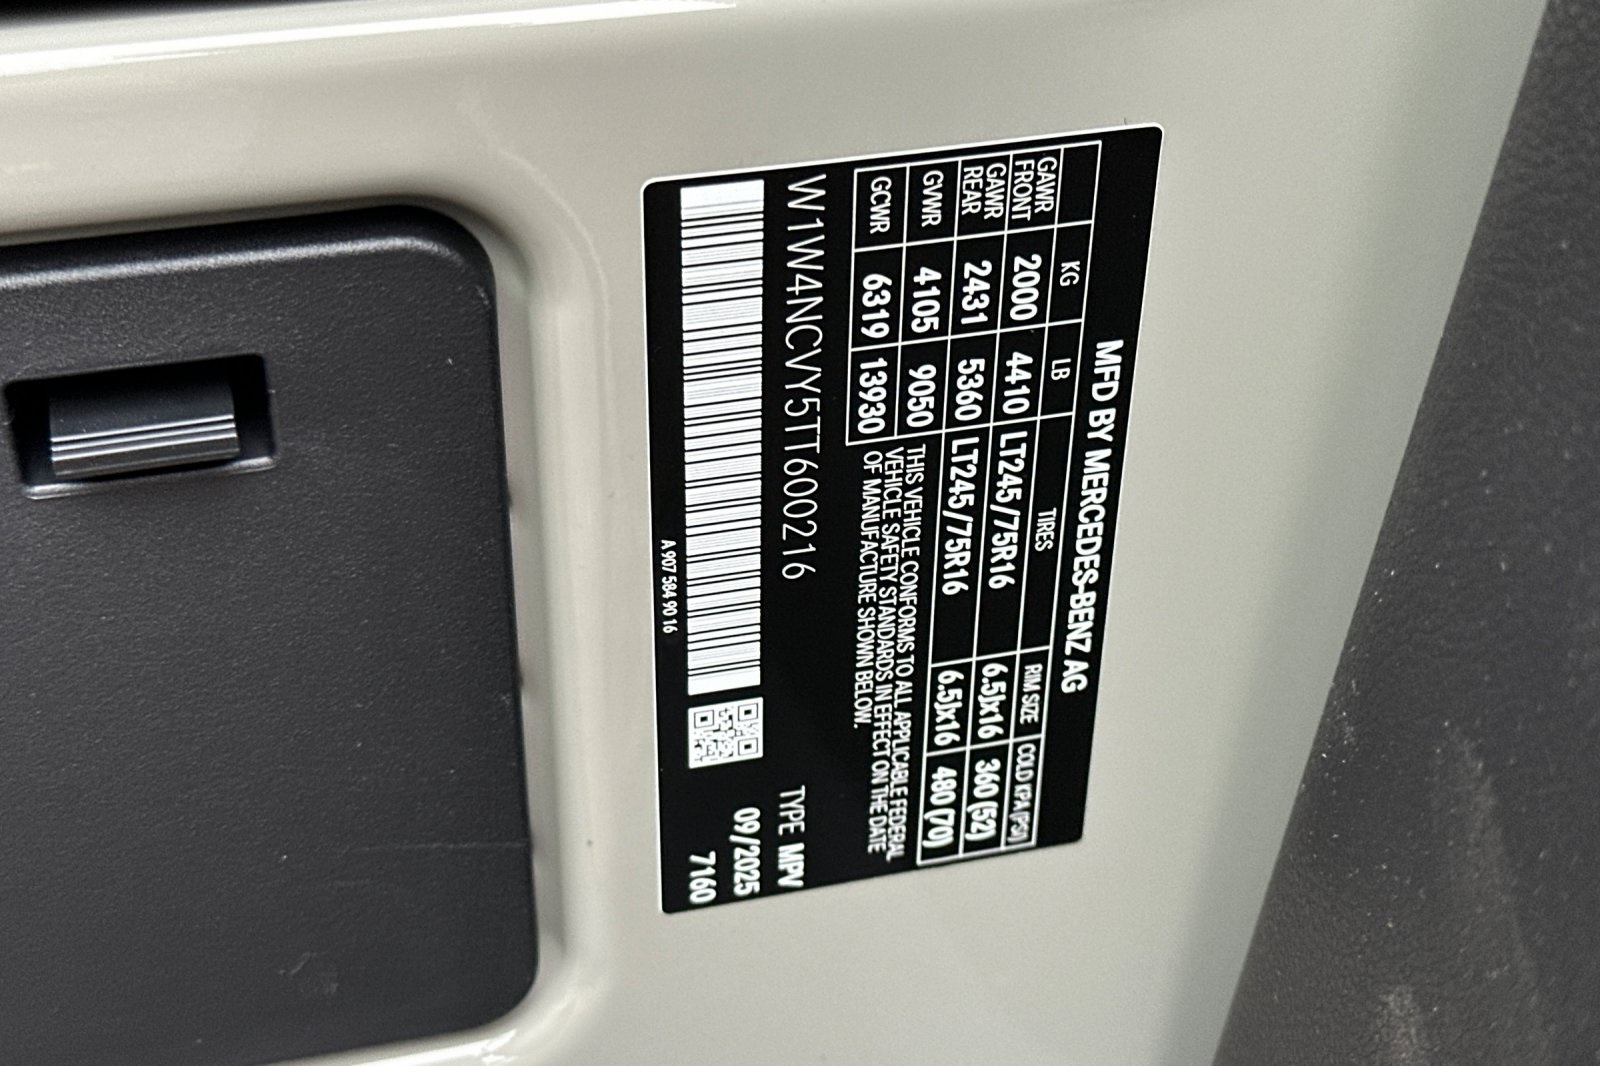 MFD BY MERCEDES-BENZ AG
KG LB TIRES RIM SIZE COLD KPA (PSI)
GAWR FRONT 2000 4410 LT245/75R16 6.5Jx16 360 (52)
GAWR REAR 2431 5360 LT245/75R16 6.5Jx16 480 (70)
GVWR 4105 9050
GCWR 6319 13930
THIS VEHICLE CONFORMS TO ALL APPLICABLE FEDERAL
VEHICLE SAFETY STANDARDS IN EFFECT ON THE DATE
OF MANUFACTURE SHOWN BELOW.
W1W4NCVY5TT600216
TYPE MPV
09/2025
7160
A 907 584 90 16